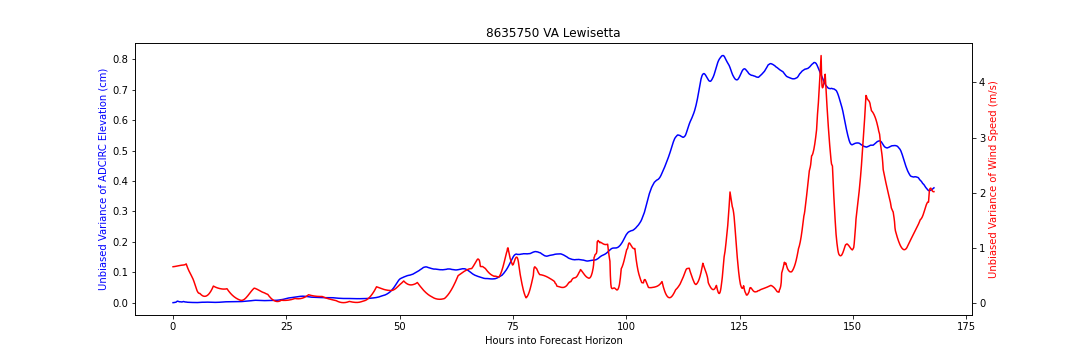 8635750 VA Lewisetta
Unbiased Variance of ADCIRC Elevation (cm)
0.8
0.7
0.6
0.5
0.4
0.3
0.2
0.1
0.0
4
3
2
1
0
Unbiased Variance of Wind Speed (m/s)
0 25 50 75 100 125 150 175
Hours into Forecast Horizon